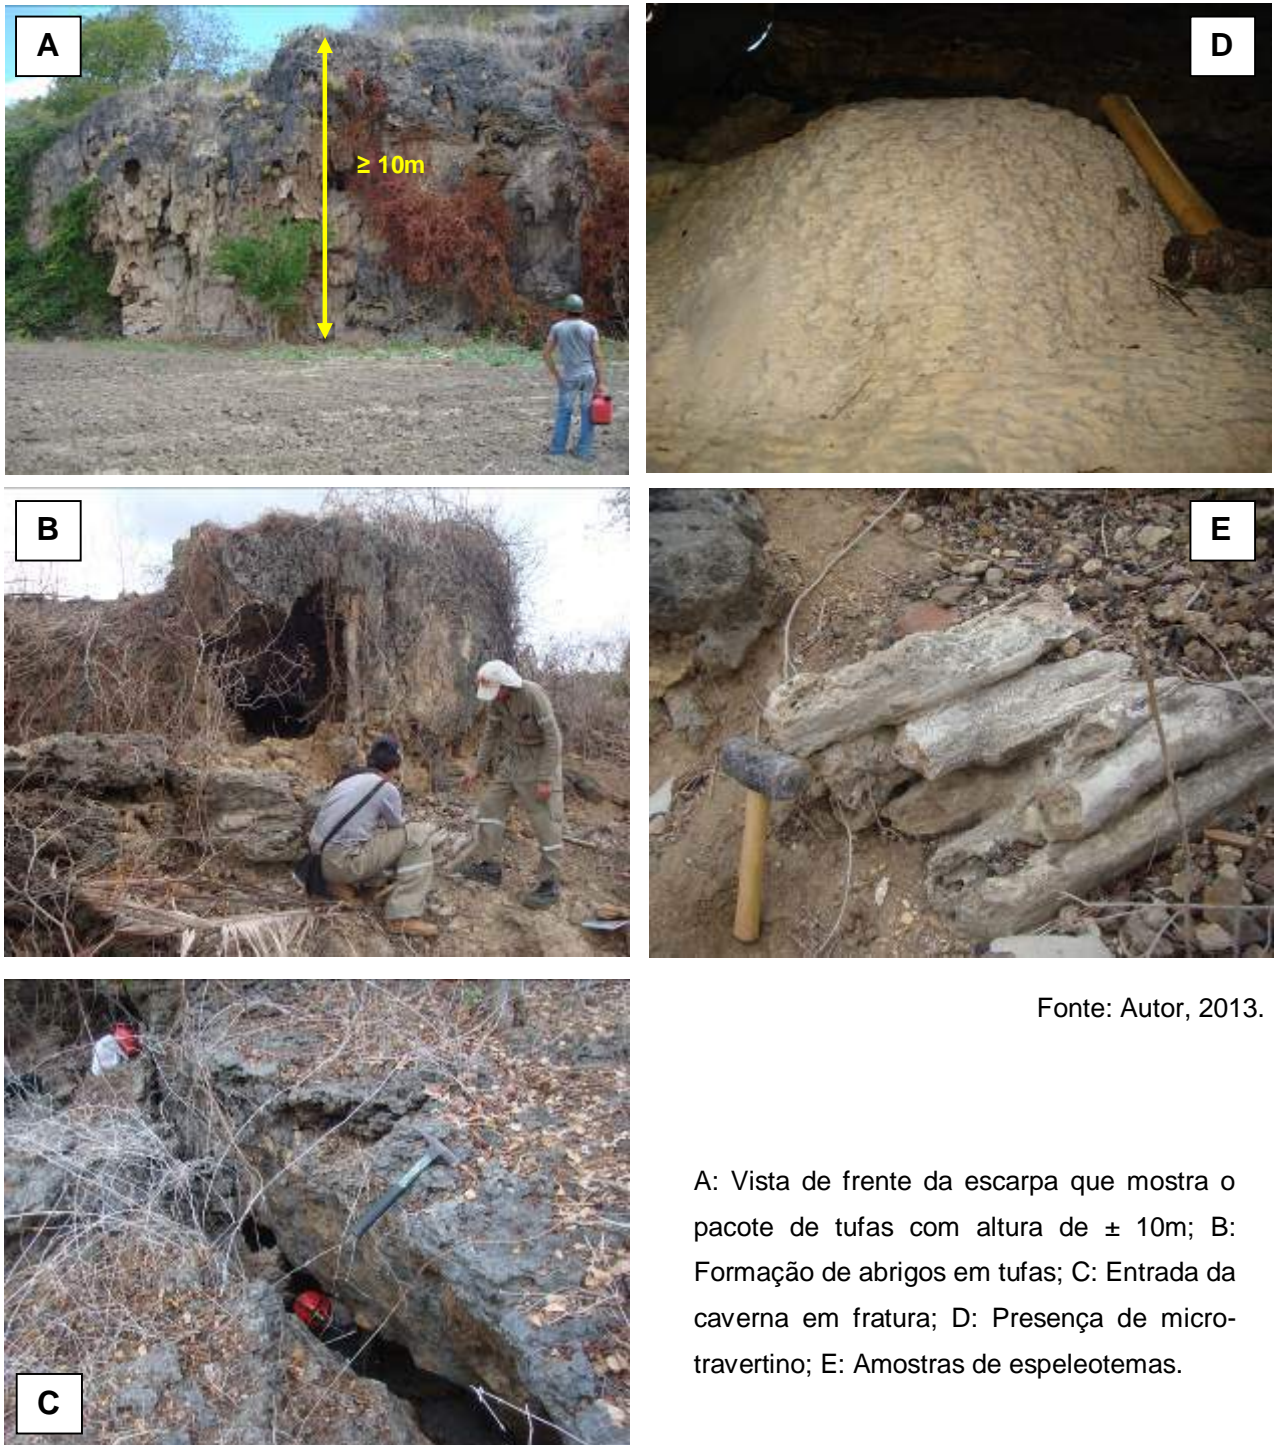 A
≥ 10m
D
B
E
C
Fonte: Autor, 2013.
A: Vista de frente da escarpa que mostra o
pacote de tufas com altura de ± 10m; B:
Formação de abrigos em tufas; C: Entrada da
caverna em fratura; D: Presença de micro-
travertino; E: Amostras de espeleotemas.